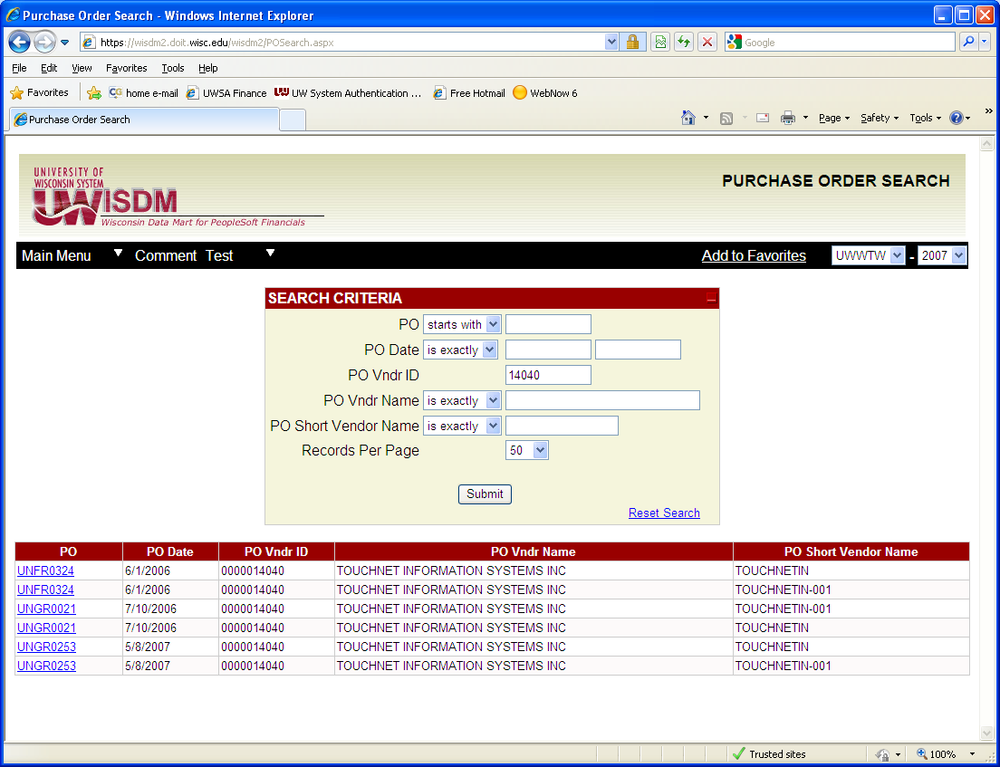 Purchase Order Search - Windows Internet Explorer
https://wisdm2.doit.wisc.edu/wisdm2/POSearch.aspx
Google
File Edit View Favorites Tools Help
Favorites home e-mail UWSA Finance UW System Authentication ... Free Hotmail WebNow 6
Purchase Order Search
Page Safety Tools »
UNIVERSITY OF
WISCONSIN SYSTEM
UWISDM
Wisconsin Data Mart for PeopleSoft Financials
PURCHASE ORDER SEARCH
Main Menu Comment Test Add to Favorites UWWTW - 2007
SEARCH CRITERIA
PO starts with
PO Date is exactly
PO Vndr ID 14040
PO Vndr Name is exactly
PO Short Vendor Name is exactly
Records Per Page 50
Submit
Reset Search
PO PO Date PO Vndr ID PO Vndr Name PO Short Vendor Name
UNFR0324 6/1/2006 0000014040 TOUCHNET INFORMATION SYSTEMS INC TOUCHNETIN
UNFR0324 6/1/2006 0000014040 TOUCHNET INFORMATION SYSTEMS INC TOUCHNETIN-001
UNGR0021 7/10/2006 0000014040 TOUCHNET INFORMATION SYSTEMS INC TOUCHNETIN-001
UNGR0021 7/10/2006 0000014040 TOUCHNET INFORMATION SYSTEMS INC TOUCHNETIN
UNGR0253 5/8/2007 0000014040 TOUCHNET INFORMATION SYSTEMS INC TOUCHNETIN
UNGR0253 5/8/2007 0000014040 TOUCHNET INFORMATION SYSTEMS INC TOUCHNETIN-001
Trusted sites 100%